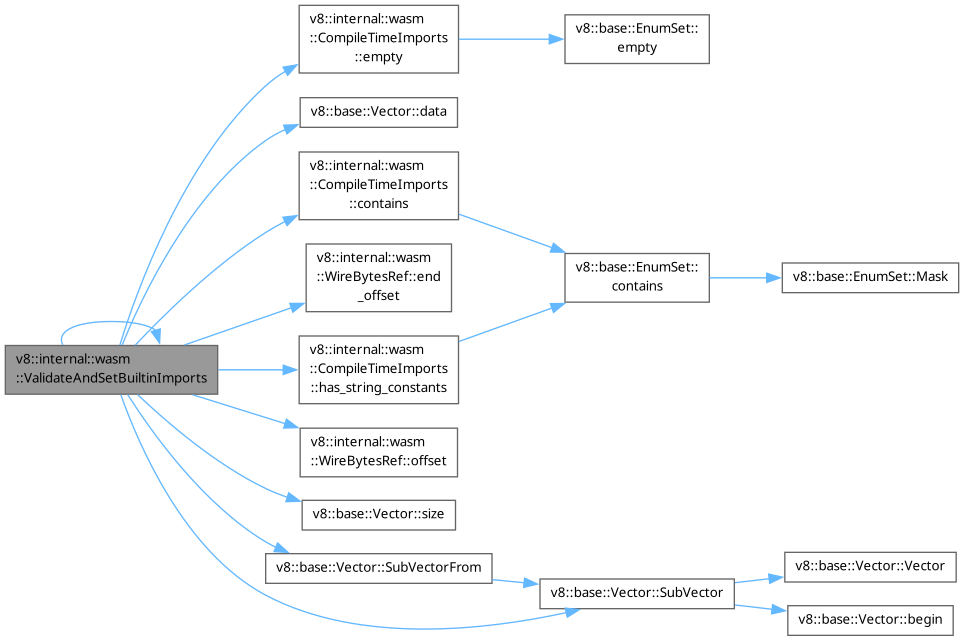 v8::internal::wasm
::CompileTimeImports
::empty
v8::base::EnumSet::
empty
v8::base::Vector::data
v8::internal::wasm
::CompileTimeImports
::contains
v8::internal::wasm
::WireBytesRef::end
_offset
v8::base::EnumSet::
contains
v8::base::EnumSet::Mask
v8::internal::wasm
::ValidateAndSetBuiltinImports
v8::internal::wasm
::CompileTimeImports
::has_string_constants
v8::internal::wasm
::WireBytesRef::offset
v8::base::Vector::size
v8::base::Vector::SubVectorFrom
v8::base::Vector::SubVector
v8::base::Vector::Vector
v8::base::Vector::begin